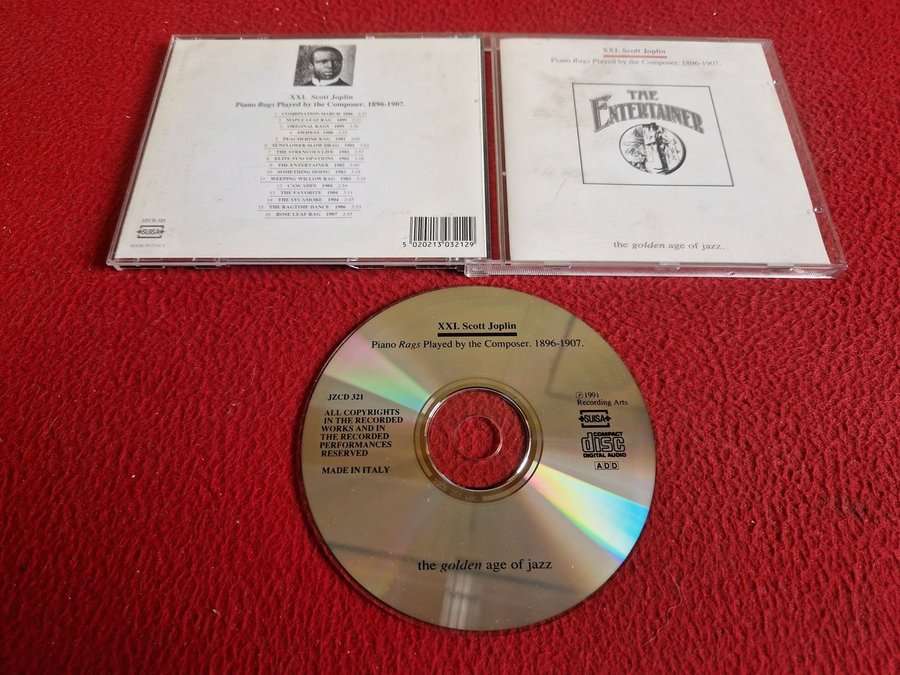 XXI. Scott Joplin
Piano Rags Played by the Composer. 1896-1907.
1 COMBINATION MARCH 1896
2 MAPLE LEAF RAG 1899 3:12
3 ORIGINAL RAGS 1899
4 SWIPESY 1900
5 PEACHERINE RAG 1901 3:00
6 SUNFLOWER SLOW DRAG 1901
7 THE STRENUOUS LIFE 1902
8 ELITE SYNCOPATIONS 1902
9 THE ENTERTAINER 1902
10 SOMETHING DOING 1903
11 WEEPING WILLOW RAG 1903
12 CASCADES 1904 2:54
13 THE FAVORITE 1904
14 THE SYCAMORE 1904
15 THE RAGTIME DANCE 1906
16 ROSE LEAF RAG 1907
JZCD 321
SUISA
MADE IN ITALY
5 020213 032129
XXI. Scott Joplin
Piano Rags Played by the Composer. 1896-1907.
THE
ENTERTAINER
the golden age of jazz.
XXI. Scott Joplin
Piano Rags Played by the Composer. 1896-1907.
JZCD 321
ALL COPYRIGHTS
IN THE RECORDED
WORKS AND IN
THE RECORDED
PERFORMANCES
RESERVED
MADE IN ITALY
℗ 1991
Recording Arts
SUISA
COMPACT
disc
DIGITAL AUDIO
ADD
the golden age of jazz